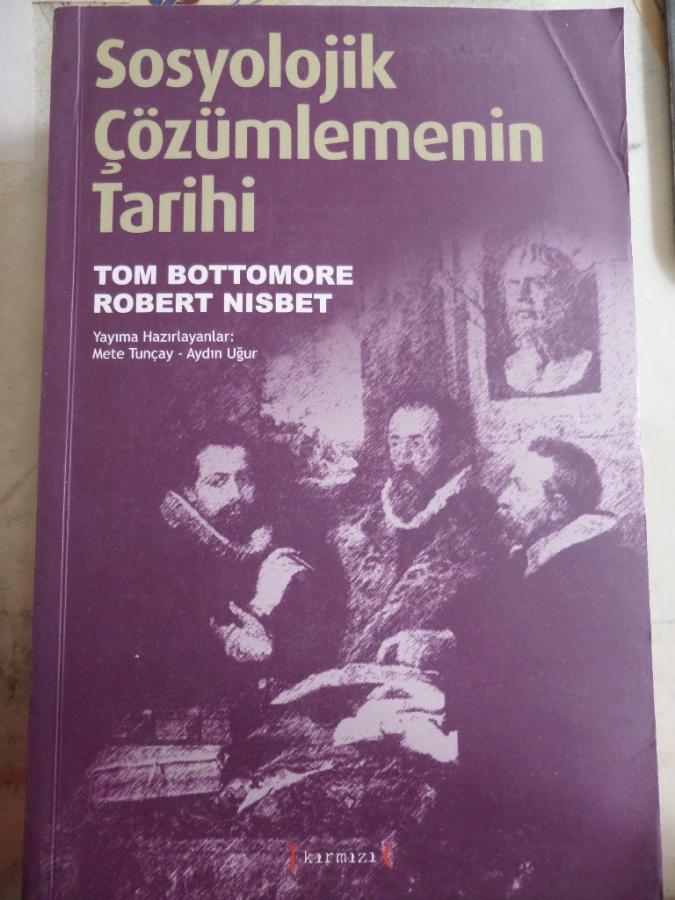 Sosyolojik
Çözümlemenin
Tarihi
TOM BOTTOMORE
ROBERT NISBET
Yayıma Hazırlayanlar:
Mete Tunçay - Aydın Uğur
kırmızı